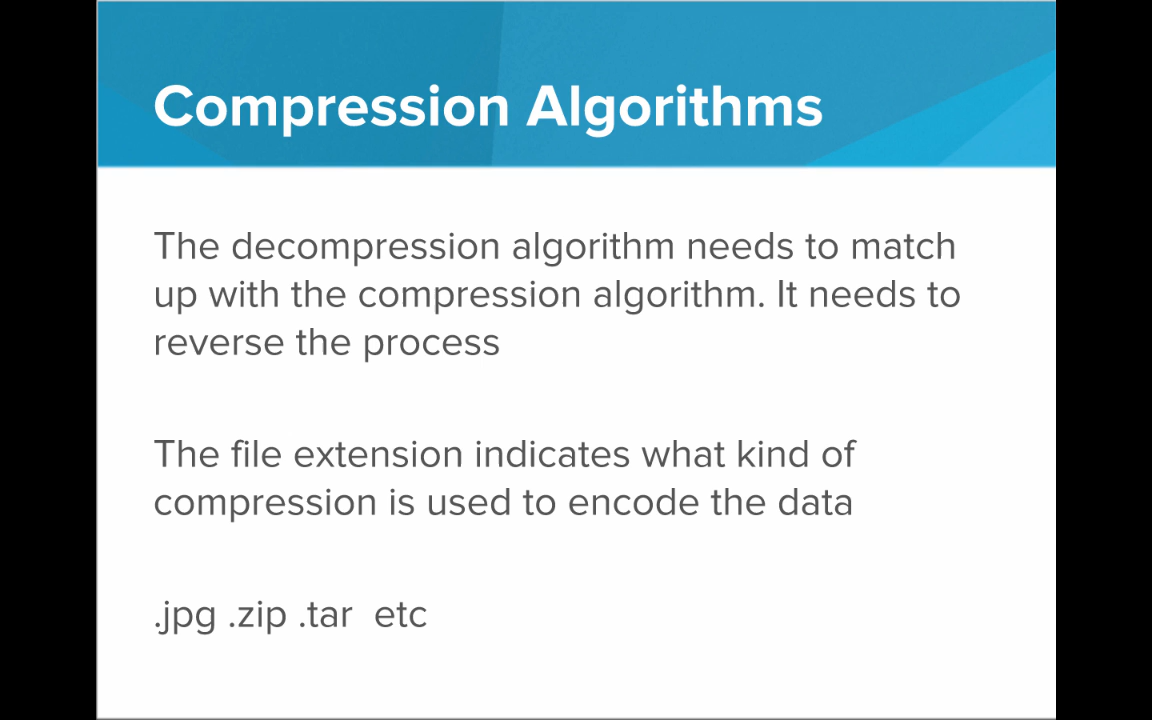 Compression Algorithms
The decompression algorithm needs to match
up with the compression algorithm. It needs to
reverse the process
The file extension indicates what kind of
compression is used to encode the data
.jpg .zip .tar  etc